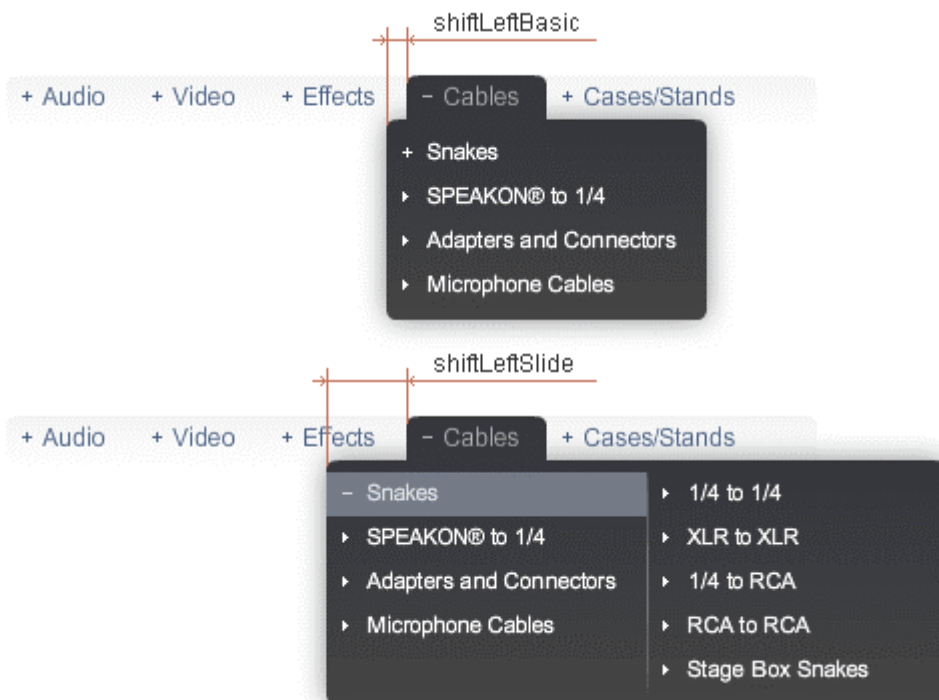 shiftLeftBasic
+ Audio + Video + Effects − Cables + Cases/Stands
+ Snakes
SPEAKON® to 1/4
Adapters and Connectors
Microphone Cables
shiftLeftSlide
+ Audio + Video + Effects − Cables + Cases/Stands
− Snakes
SPEAKON® to 1/4
Adapters and Connectors
Microphone Cables
1/4 to 1/4
XLR to XLR
1/4 to RCA
RCA to RCA
Stage Box Snakes